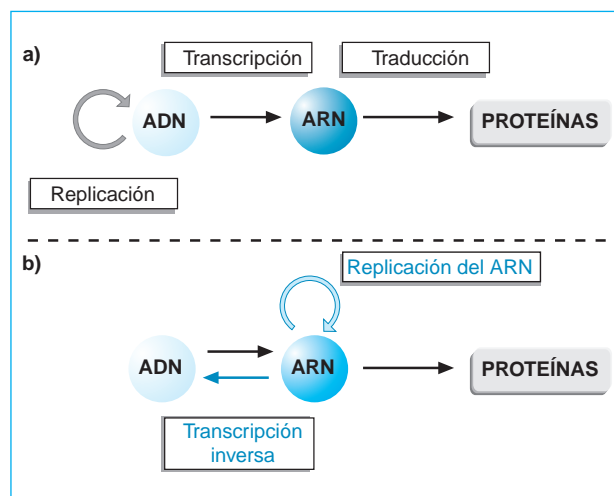 a)
Transcripción
Traducción
ADN
ARN
PROTEÍNAS
Replicación
b)
Replicación del ARN
ADN
ARN
PROTEÍNAS
Transcripción
inversa